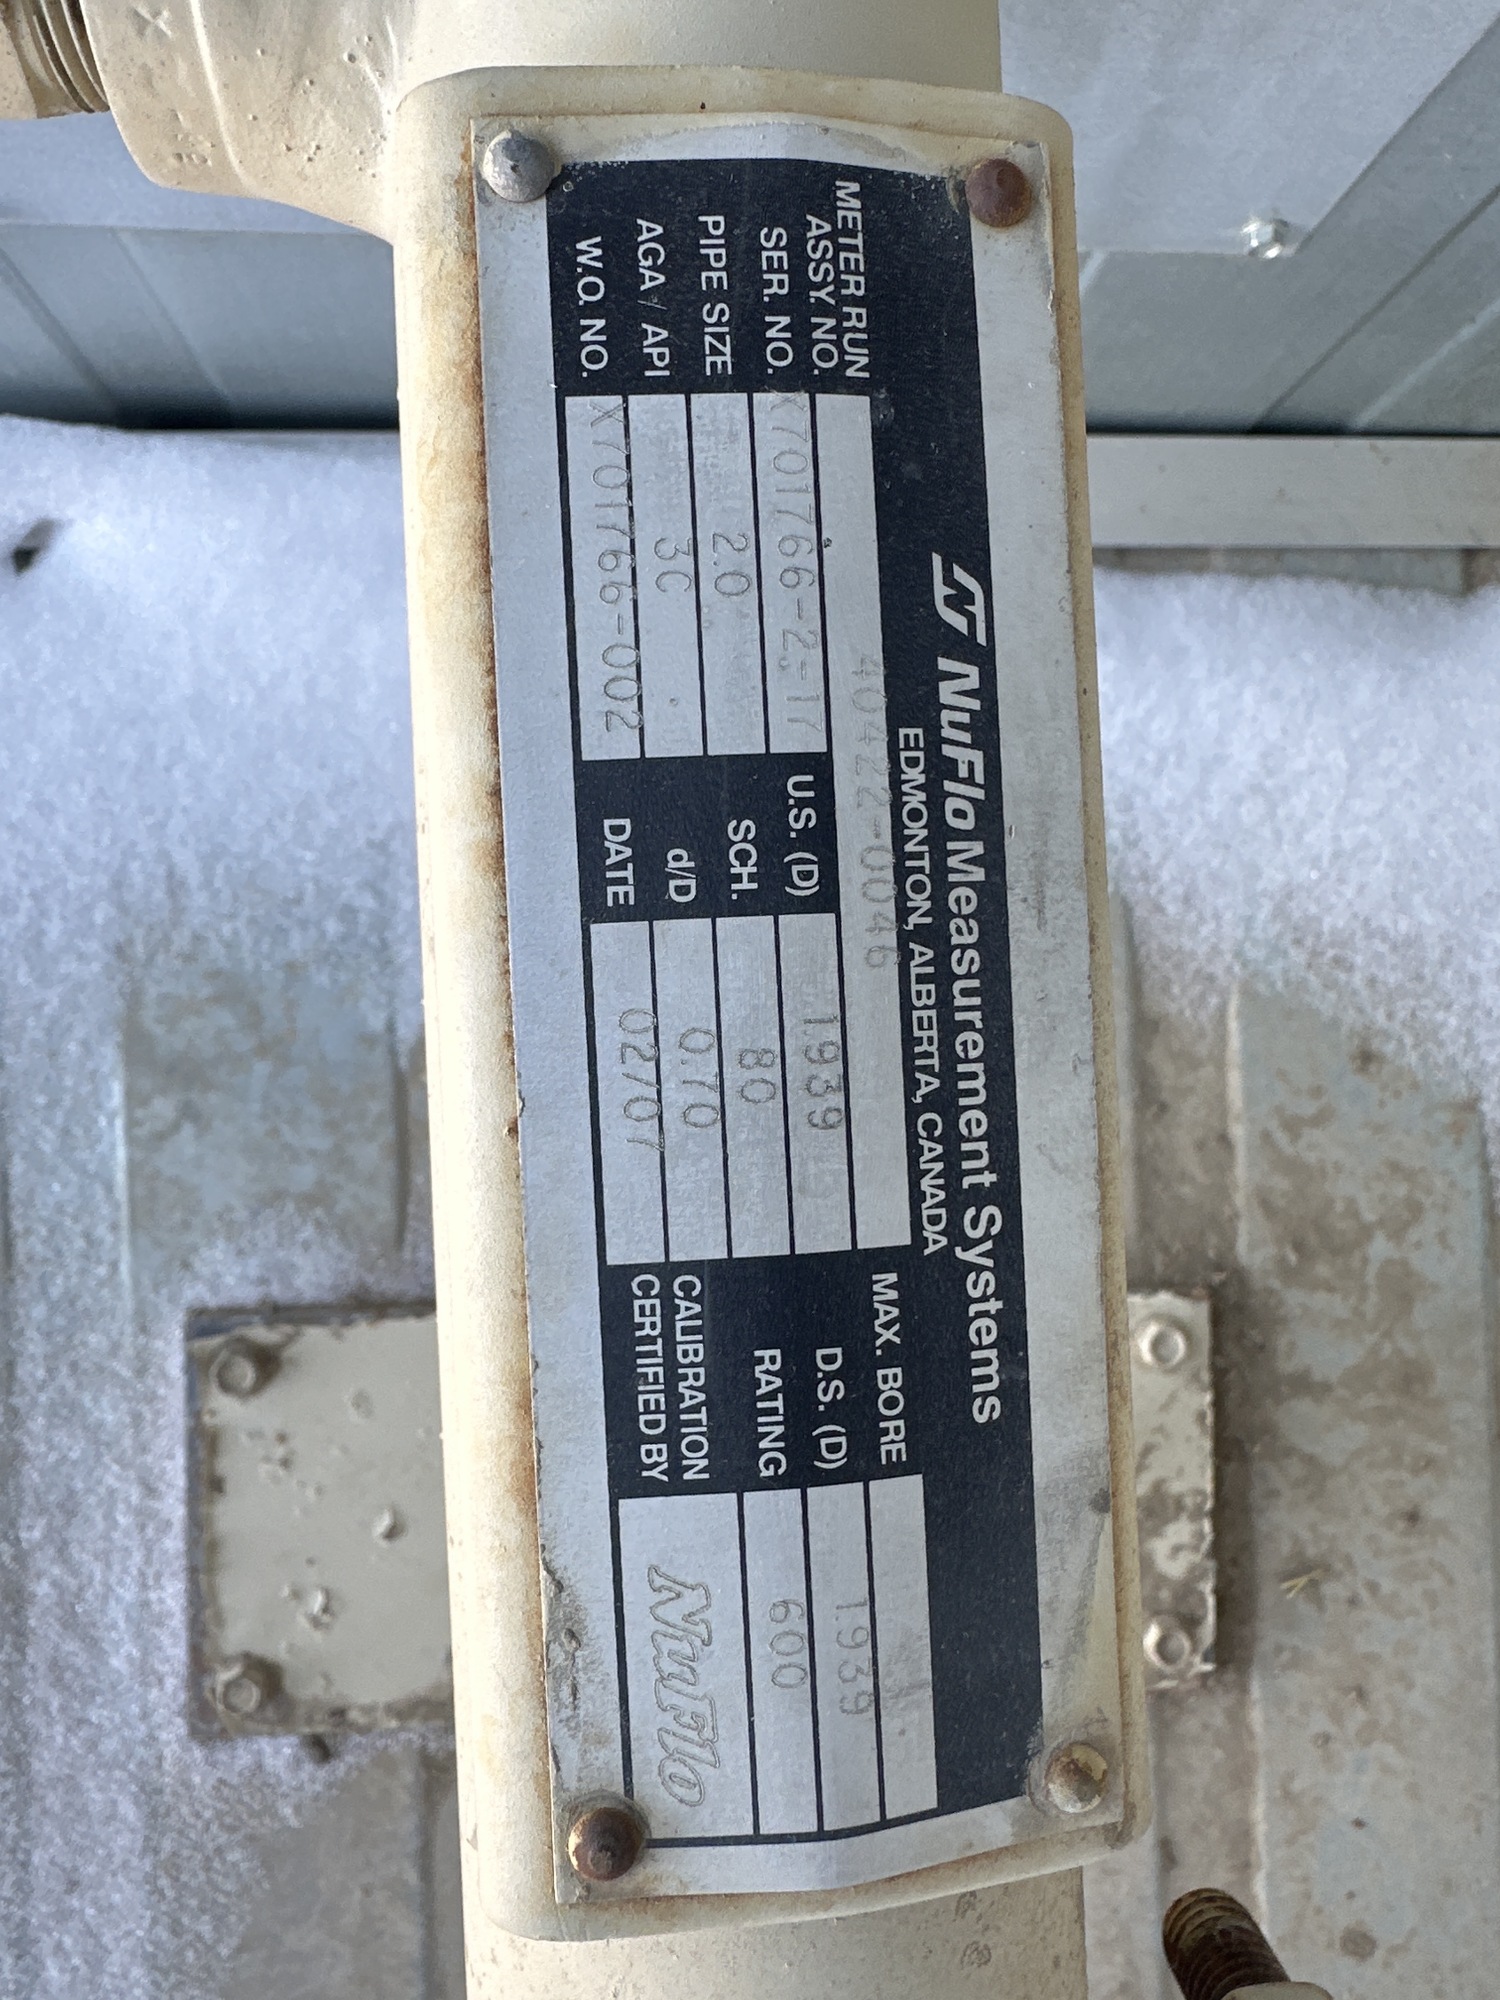 NuFlo Measurement Systems
EDMONTON, ALBERTA, CANADA
METER RUN
ASSY. NO. 40422-0046 MAX. BORE
SER. NO. X701766-2-17 U.S. (D) 1.939 D.S. (D) 1.939
PIPE SIZE 2.0 SCH. 80 RATING 600
AGA / API 3C d/D 0.70 CALIBRATION
W.O. NO. X701766-002 DATE 02/07 CERTIFIED BY NuFlo